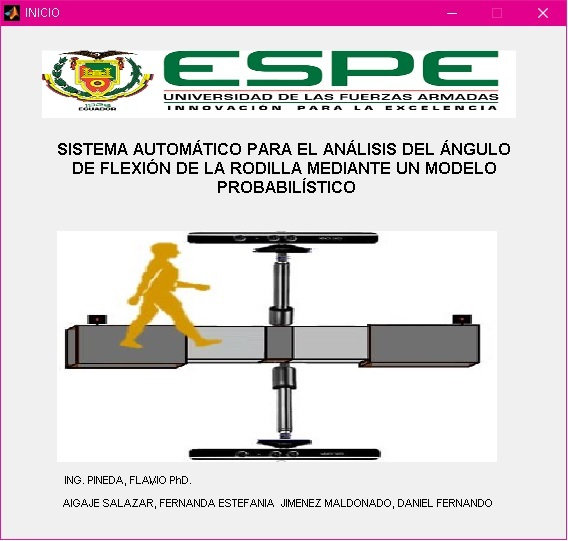 INICIO
ESPE
UNIVERSIDAD DE LAS FUERZAS ARMADAS
INNOVACIÓN PARA LA EXCELENCIA
ECUADOR
SISTEMA AUTOMÁTICO PARA EL ANÁLISIS DEL ÁNGULO
DE FLEXIÓN DE LA RODILLA MEDIANTE UN MODELO
PROBABILÍSTICO
ING. PINEDA, FLAVIO PhD.
AIGAJE SALAZAR, FERNANDA ESTEFANIA JIMENEZ MALDONADO, DANIEL FERNANDO